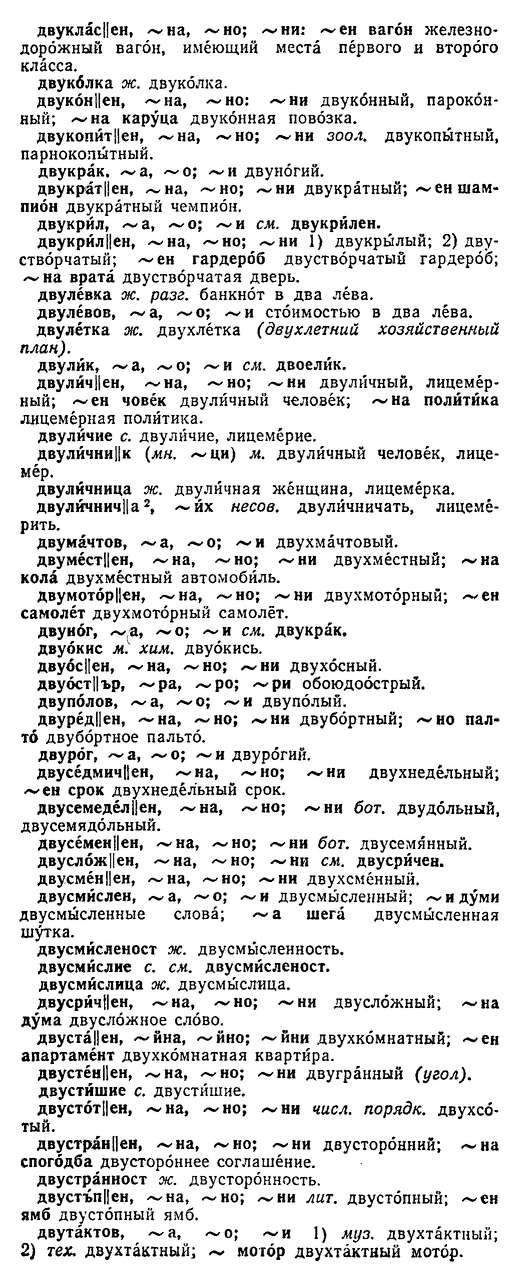 двукла́с||ен, ~на, ~но; ~ни: ~ен ваго́н железно-
доро́жный ваго́н, име́ющий места́ пе́рвого и второ́го
кла́сса.
двуко́лка ж. двуко́лка.
двуко́н||ен, ~на, ~но: ~ни двуко́нный, парокон-
ный; ~на кару́ца двуко́нная пово́зка.
двукопи́т||ен, ~на, ~но; ~ни зоол. двукопы́тный,
парнокопы́тный.
двукра́к, ~а, ~о; ~и двуно́гий.
двукра́т||ен, ~на, ~но; ~ни двукра́тный; ~ен шам-
пио́н двукра́тный чемпио́н.
двукри́л, ~а, ~о; ~и см. двукри́лен.
двукри́л||ен, ~на, ~но; ~ни 1) двукры́лый; 2) дву-
ство́рчатый; ~ен гардеро́б двуство́рчатый гардеро́б;
~на врата́ двуство́рчатая дверь.
двуле́вка ж. разг. банкно́т в два ле́ва.
двуле́вов, ~а, ~о; ~и сто́имостью в два ле́ва.
двуле́тка ж. двухле́тка (двухлетний хозяйственный
план).
двули́к, ~а, ~о; ~и см. двоели́к.
двули́ч||ен, ~на, ~но; ~ни двули́чный, лицеме́р-
ный; ~ен чове́к двули́чный челове́к; ~на поли́тика
лицеме́рная поли́тика.
двули́чие с. двули́чие, лицеме́рие.
двули́чни||к (мн. ~ци) м. двули́чный челове́к, лице-
ме́р.
двули́чница ж. двули́чная же́нщина, лицеме́рка.
двули́чнич||а², ~их несов. двули́чничать, лицеме́-
рить.
двума́чтов, ~а, ~о; ~и двухма́чтовый.
двуме́ст||ен, ~на, ~но; ~ни двухме́стный; ~на
кола́ двухме́стный автомоби́ль.
двумото́р||ен, ~на, ~но; ~ни двухмото́рный; ~ен
самоле́т двухмото́рный самолёт.
двуно́г, ~а, ~о; ~и см. двукра́к.
двуо́кис м. хим. двуо́кись.
двуо́с||ен, ~на, ~но; ~ни двухо́сный.
двуо́ст||ър, ~ра, ~ро; ~ри обоюдоо́стрый.
двупо́лов, ~а, ~о; ~и двупо́лый.
двуре́д||ен, ~на, ~но; ~ни двубо́ртный; ~но пал-
то́ двубо́ртное пальто́.
двуро́г, ~а, ~о; ~и двуро́гий.
двусе́дмич||ен, ~на, ~но; ~ни двухнеде́льный;
~ен срок двухнеде́льный срок.
двусемеде́л||ен, ~на, ~но; ~ни бот. двудо́льный,
двусемядо́льный.
двусе́мен||ен, ~на, ~но; ~ни бот. двусемя́нный.
двусло́ж||ен, ~на, ~но; ~ни см. двусри́чен.
двусме́н||ен, ~на, ~но; ~ни двухсме́нный.
двусми́слен, ~а, ~о; ~и двусмы́сленный; ~и ду́ми
двусмы́сленные слова́; ~а шега́ двусмы́сленная
шу́тка.
двусми́сленост ж. двусмы́сленность.
двусми́слие с. см. двусми́сленост.
двусми́слица ж. двусмы́слица.
двусри́ч||ен, ~на, ~но; ~ни двусло́жный; ~на
ду́ма двусло́жное сло́во.
двуста́||ен, ~йна, ~йно; ~йни двухко́мнатный; ~ен
апартаме́нт двухко́мнатная кварти́ра.
двусте́н||ен, ~на, ~но; ~ни двугра́нный (угол).
двусти́шие с. двусти́шие.
двусто́т||ен, ~на, ~но; ~ни числ. порядк. двухсо́-
тый.
двустра́н||ен, ~на, ~но; ~ни двусторо́нний; ~на
спого́дба двусторо́ннее соглаше́ние.
двустра́нност ж. двусторо́нность.
двустъ́п||ен, ~на, ~но; ~ни лит. двусто́пный; ~ен
ямб двусто́пный ямб.
двута́ктов, ~а, ~о; ~и 1) муз. двухта́ктный;
2) тех. двухта́ктный; ~ мото́р двухта́ктный мото́р.